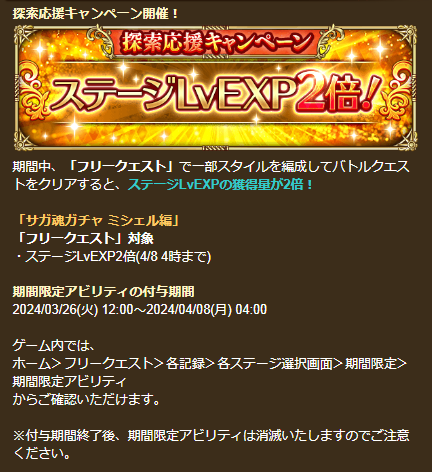 探索応援キャンペーン開催！
探索応援キャンペーン
ステージLvEXP2倍!
期間中、「フリークエスト」で一部スタイルを編成してバトルクエス
トをクリアすると、ステージLvEXPの獲得量が2倍！
「サガ魂ガチャ ミシェル編」
「フリークエスト」対象
・ステージLvEXP2倍(4/8 4時まで)
期間限定アビリティの付与期間
2024/03/26(火) 12:00～2024/04/08(月) 04:00
ゲーム内では、
ホーム＞フリークエスト＞各記録＞各ステージ選択画面＞期間限定＞
期間限定アビリティ
からご確認いただけます。
※付与期間終了後、期間限定アビリティは消滅いたしますのでご注意
ください。